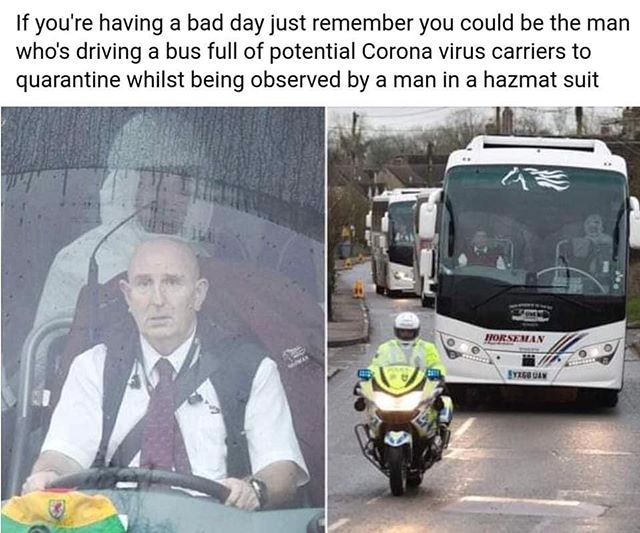 If you're having a bad day just remember you could be the man
who's driving a bus full of potential Corona virus carriers to
quarantine whilst being observed by a man in a hazmat suit
HORSEMAN
YX68 UAW